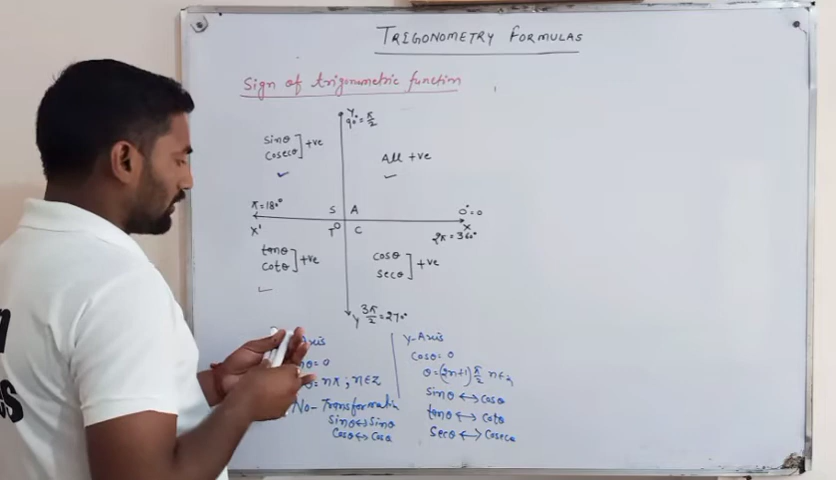 TRIGONOMETRY FORMULAS
Sign of trigonometric function
Y
90° = π/2
sinθ
cosecθ ] +ve
All +ve
π = 180°
S A
0° = 0
X'
T O C
X
2π = 360°
tanθ
cotθ ] +ve
cosθ
secθ ] +ve
3π/2 = 270°
Y
Axis
θ = 0
= nπ ; n∈z
No-Transformation
sinθ ↔ sinθ
cosθ ↔ cosθ
Y-Axis
cosθ = 0
θ = (2n+1) π/2 n∈z
sinθ ↔ cosθ
tanθ ↔ cotθ
secθ ↔ cosecθ